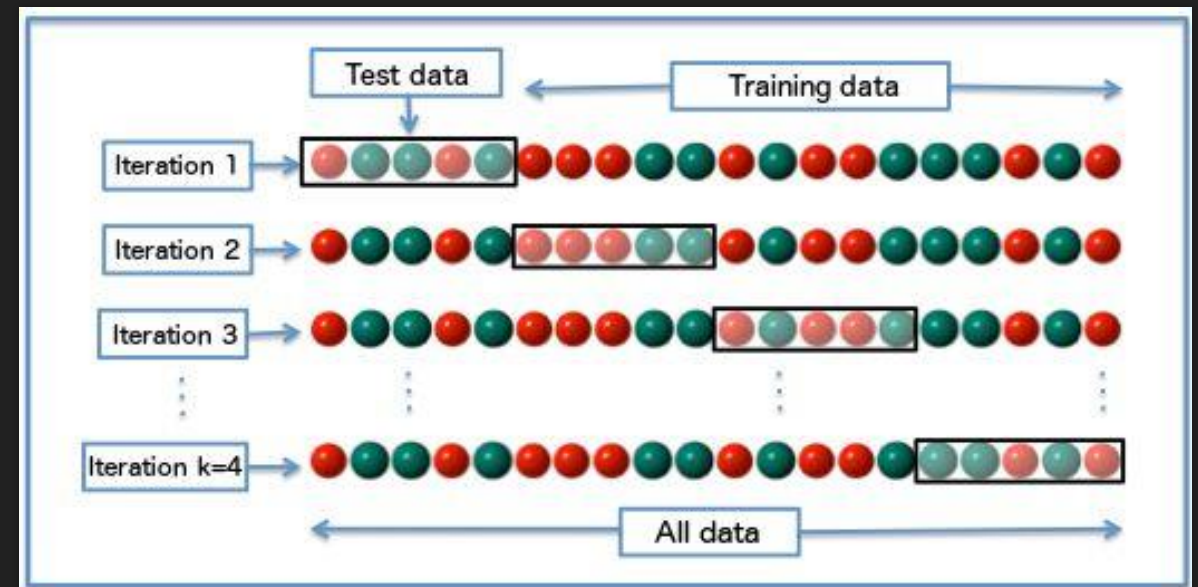 Test data
Training data
Iteration 1
Iteration 2
Iteration 3
Iteration k=4
All data